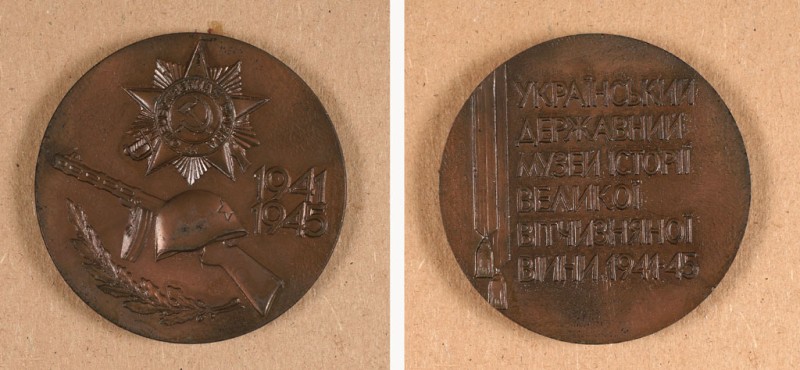 1941
1945
УКРАЇНСЬКИЙ
ДЕРЖАВНИЙ
МУЗЕЙ ІСТОРІЇ
ВЕЛИКОЇ
ВІТЧИЗНЯНОЇ
ВІЙНИ 1941-45